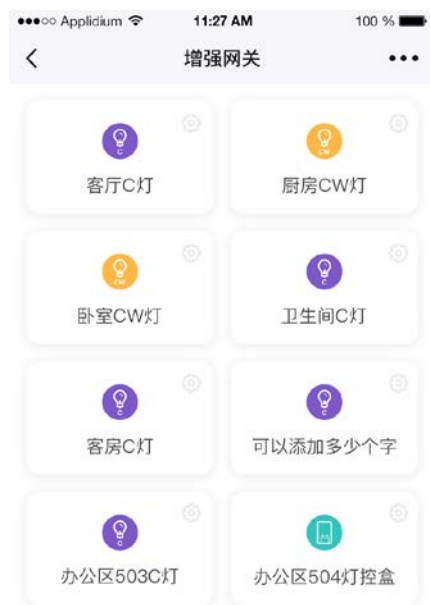 Applidium 11:27 AM 100 %
增强网关
C CW
客厅C灯 厨房CW灯
CW C
卧室CW灯 卫生间C灯
C C
客房C灯 可以添加多少个字
C
办公区503C灯 办公区504灯控盒